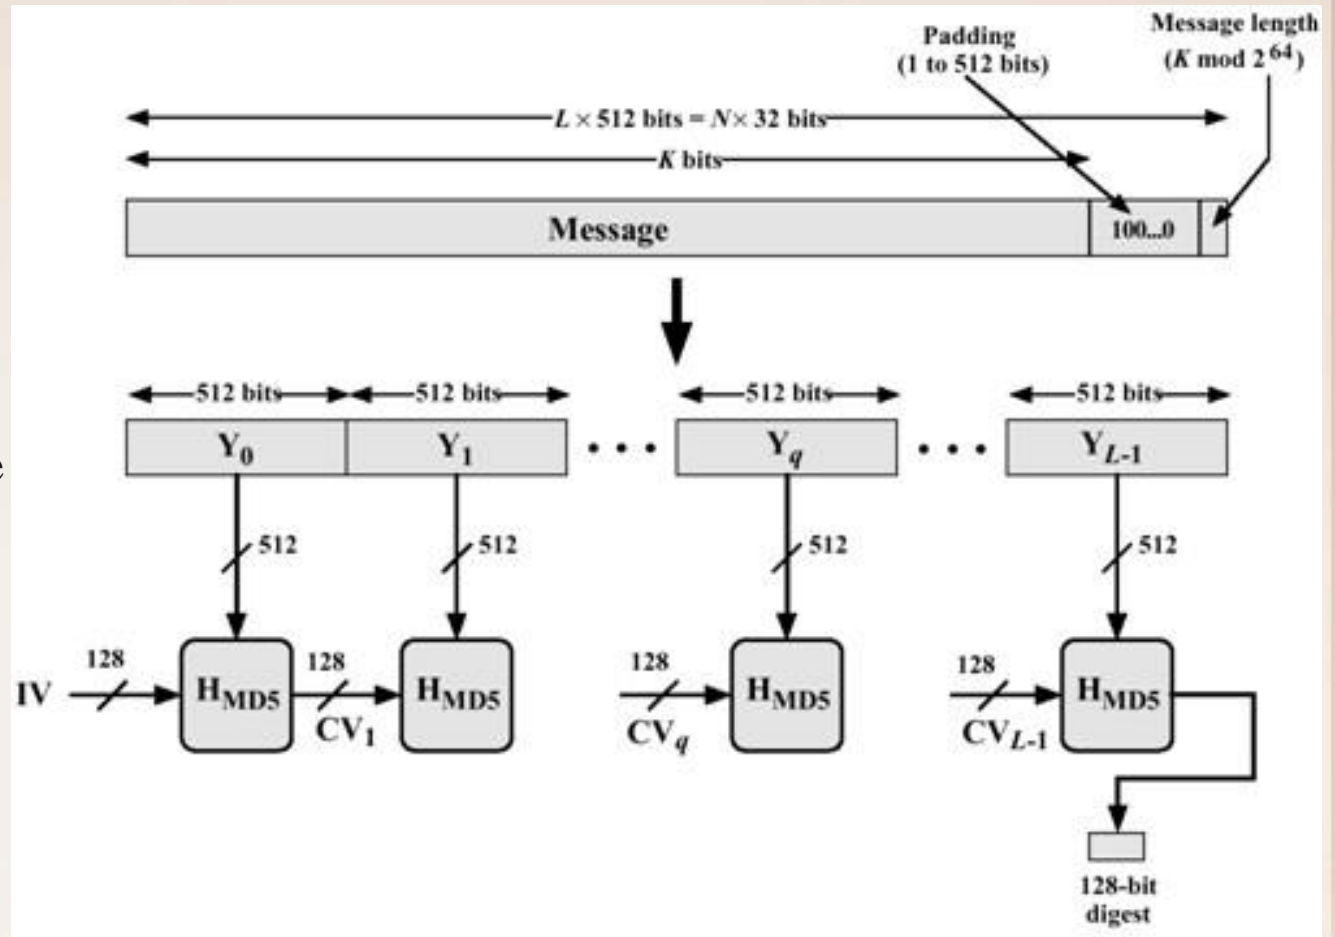 Padding
(1 to 512 bits)
Message length
(K mod 2^64)
L × 512 bits = N× 32 bits
K bits
Message
100...0
512 bits 512 bits 512 bits 512 bits
Y0 Y1 • • • Yq • • • YL-1
e
512 512 512 512
IV 128 HMD5 128 CV1 HMD5 128 CVq HMD5 128 CVL-1 HMD5
128-bit
digest